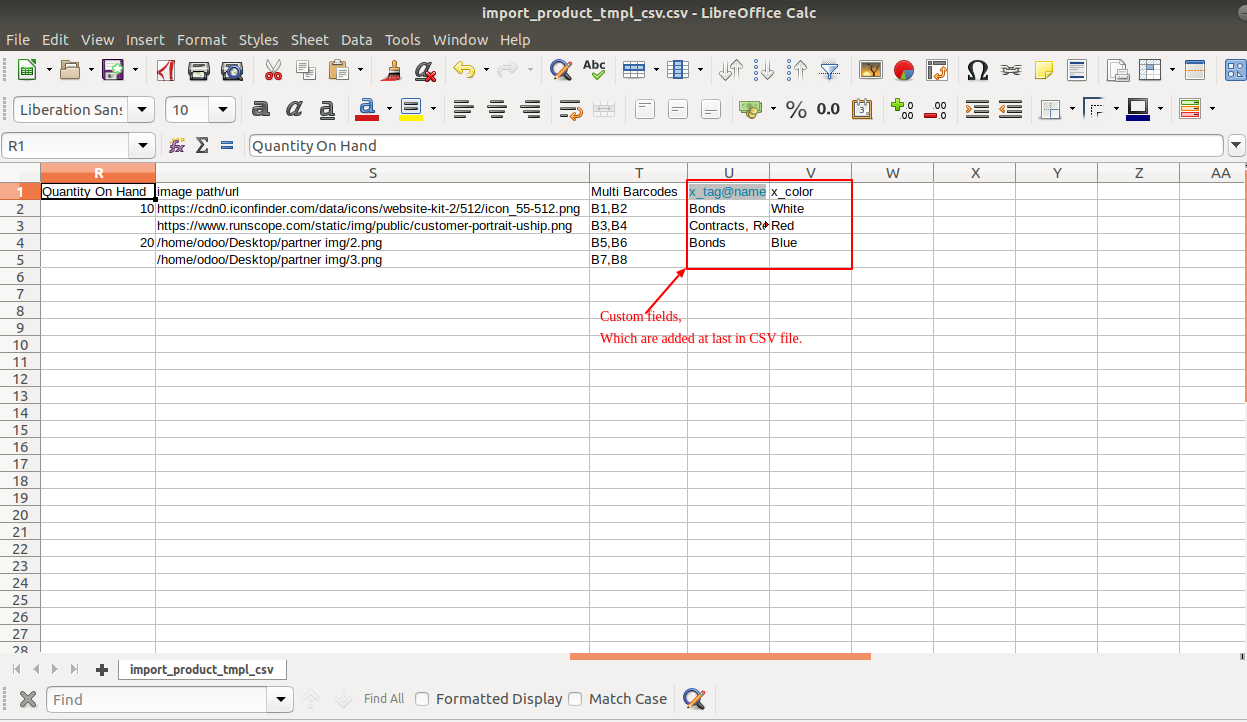 import_product_tmpl_csv.csv - LibreOffice Calc
File Edit View Insert Format Styles Sheet Data Tools Window Help
Abc
Liberation Sans 10 % 0.0
R1 Quantity On Hand
R S T U V W X Y Z AA
1 Quantity On Hand image path/url Multi Barcodes x_tag@name x_color
2 10 https://cdn0.iconfinder.com/data/icons/website-kit-2/512/icon_55-512.png B1,B2 Bonds White
3 https://www.runscope.com/static/img/public/customer-portrait-uship.png B3,B4 Contracts, Re Red
4 20 /home/odoo/Desktop/partner img/2.png B5,B6 Bonds Blue
5 /home/odoo/Desktop/partner img/3.png B7,B8
6
7
8
Custom fields,
9
Which are added at last in CSV file.
10
11
12
13
14
15
16
17
18
19
20
21
22
23
24
25
26
27
28
import_product_tmpl_csv
Find Find All Formatted Display Match Case